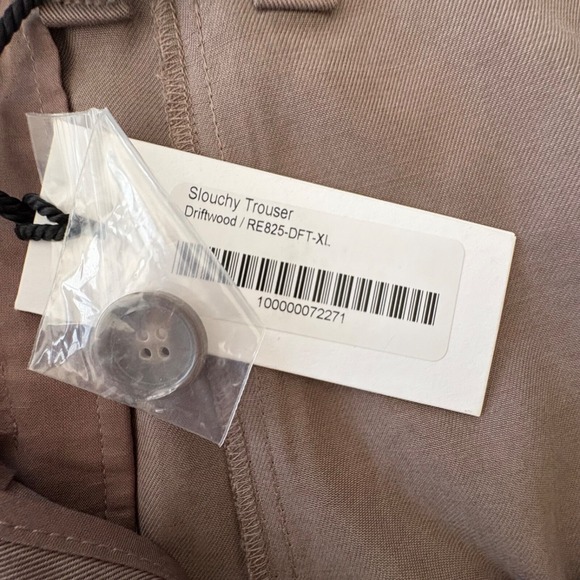 Slouchy Trouser
Driftwood / RE825-DFT-XL
100000072271